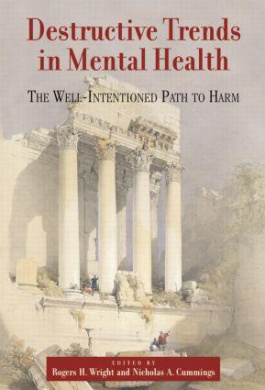 Destructive Trends
in Mental Health
The Well-Intentioned Path to Harm
EDITED BY
Rogers H. Wright and Nicholas A. Cummings